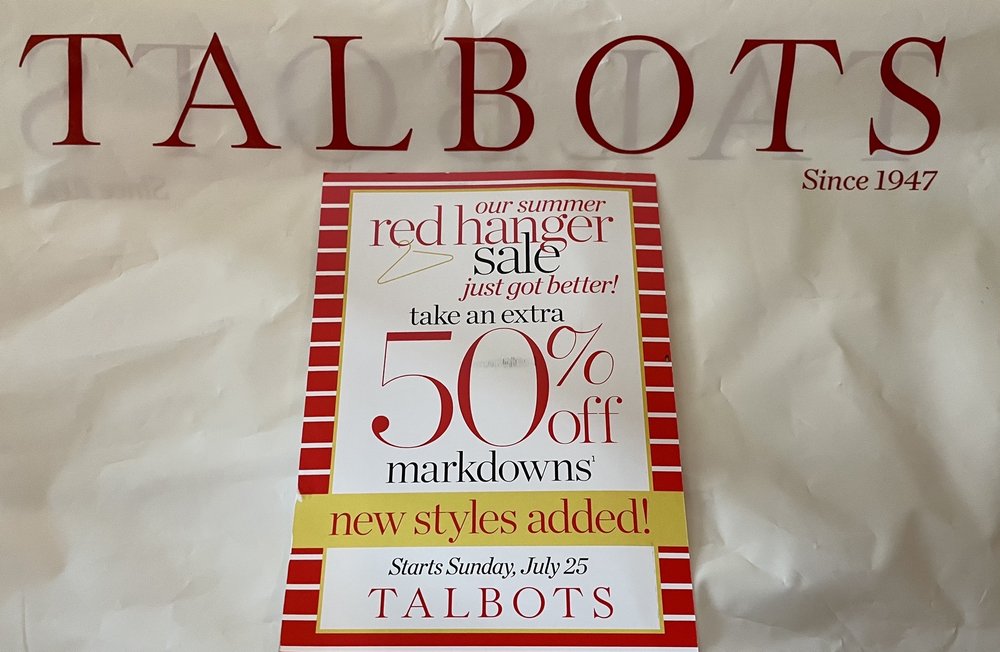 TALBOTS
Since 1947
our summer
red hanger
sale
just got better!
take an extra
50% off
markdowns¹
new styles added!
Starts Sunday, July 25
TALBOTS